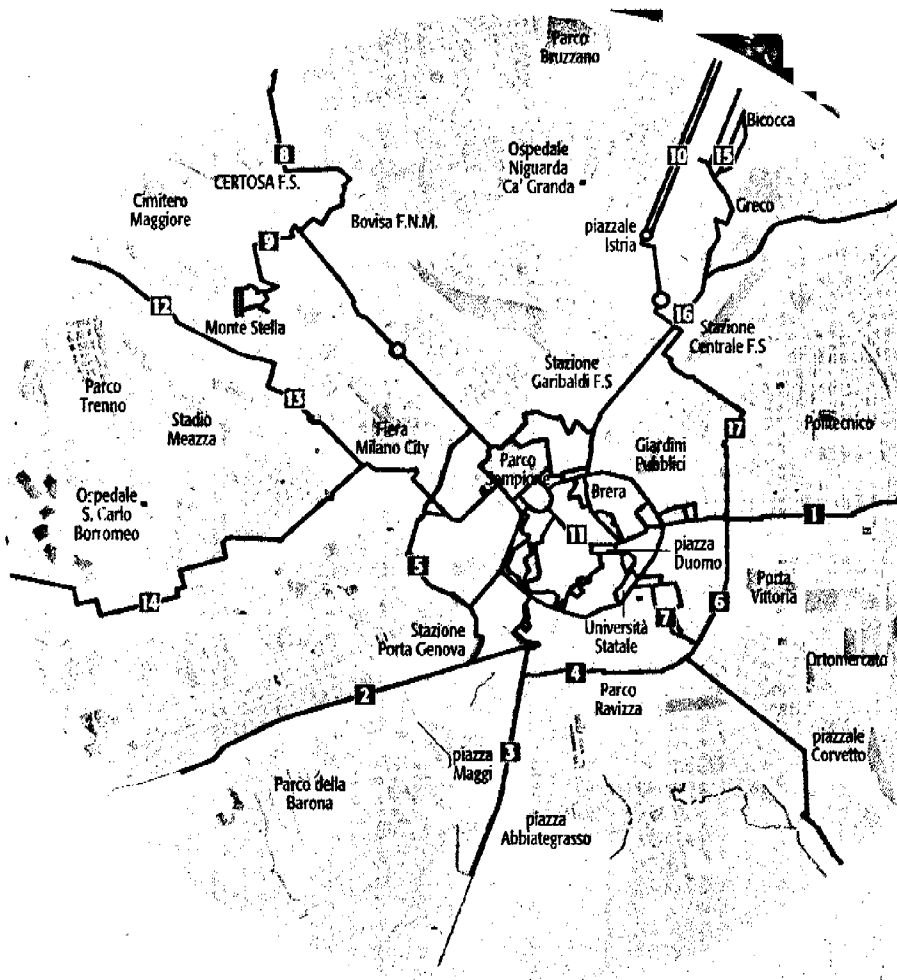 Parco
Bruzzano
Bicocca
8
10
15
Ospedale
Niguarda
Ca' Granda
CERTOSA F.S.
Cimitero
Maggiore
Greco
Bovisa F.N.M.
piazzale
Istria
9
12
16
Monte Stella
Stazione
Centrale F.S
Stazione
Garibaldi F.S
Parco
Trenno
13
Stadio
Meazza
Fiera
Milano City
17
Politecnico
Giardini
Pubblici
Parco
Sempione
Brera
Ospedale
S. Carlo
Borromeo
1
11
piazza
Duomo
5
Porta
Vittoria
14
6
7
Stazione
Porta Genova
Università
Statale
Ortomercato
4
2
Parco
Ravizza
3
piazza
Maggi
piazzale
Corvetto
Parco della
Barona
piazza
Abbiategrasso